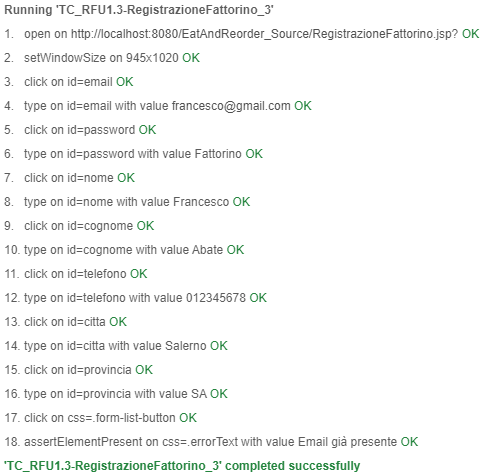 Running 'TC_RFU1.3-RegistrazioneFattorino_3'
1. open on http://localhost:8080/EatAndReorder_Source/RegistrazioneFattorino.jsp? OK
2. setWindowSize on 945x1020 OK
3. click on id=email OK
4. type on id=email with value francesco@gmail.com OK
5. click on id=password OK
6. type on id=password with value Fattorino OK
7. click on id=nome OK
8. type on id=nome with value Francesco OK
9. click on id=cognome OK
10. type on id=cognome with value Abate OK
11. click on id=telefono OK
12. type on id=telefono with value 012345678 OK
13. click on id=citta OK
14. type on id=citta with value Salerno OK
15. click on id=provincia OK
16. type on id=provincia with value SA OK
17. click on css=.form-list-button OK
18. assertElementPresent on css=.errorText with value Email già presente OK
'TC_RFU1.3-RegistrazioneFattorino_3' completed successfully